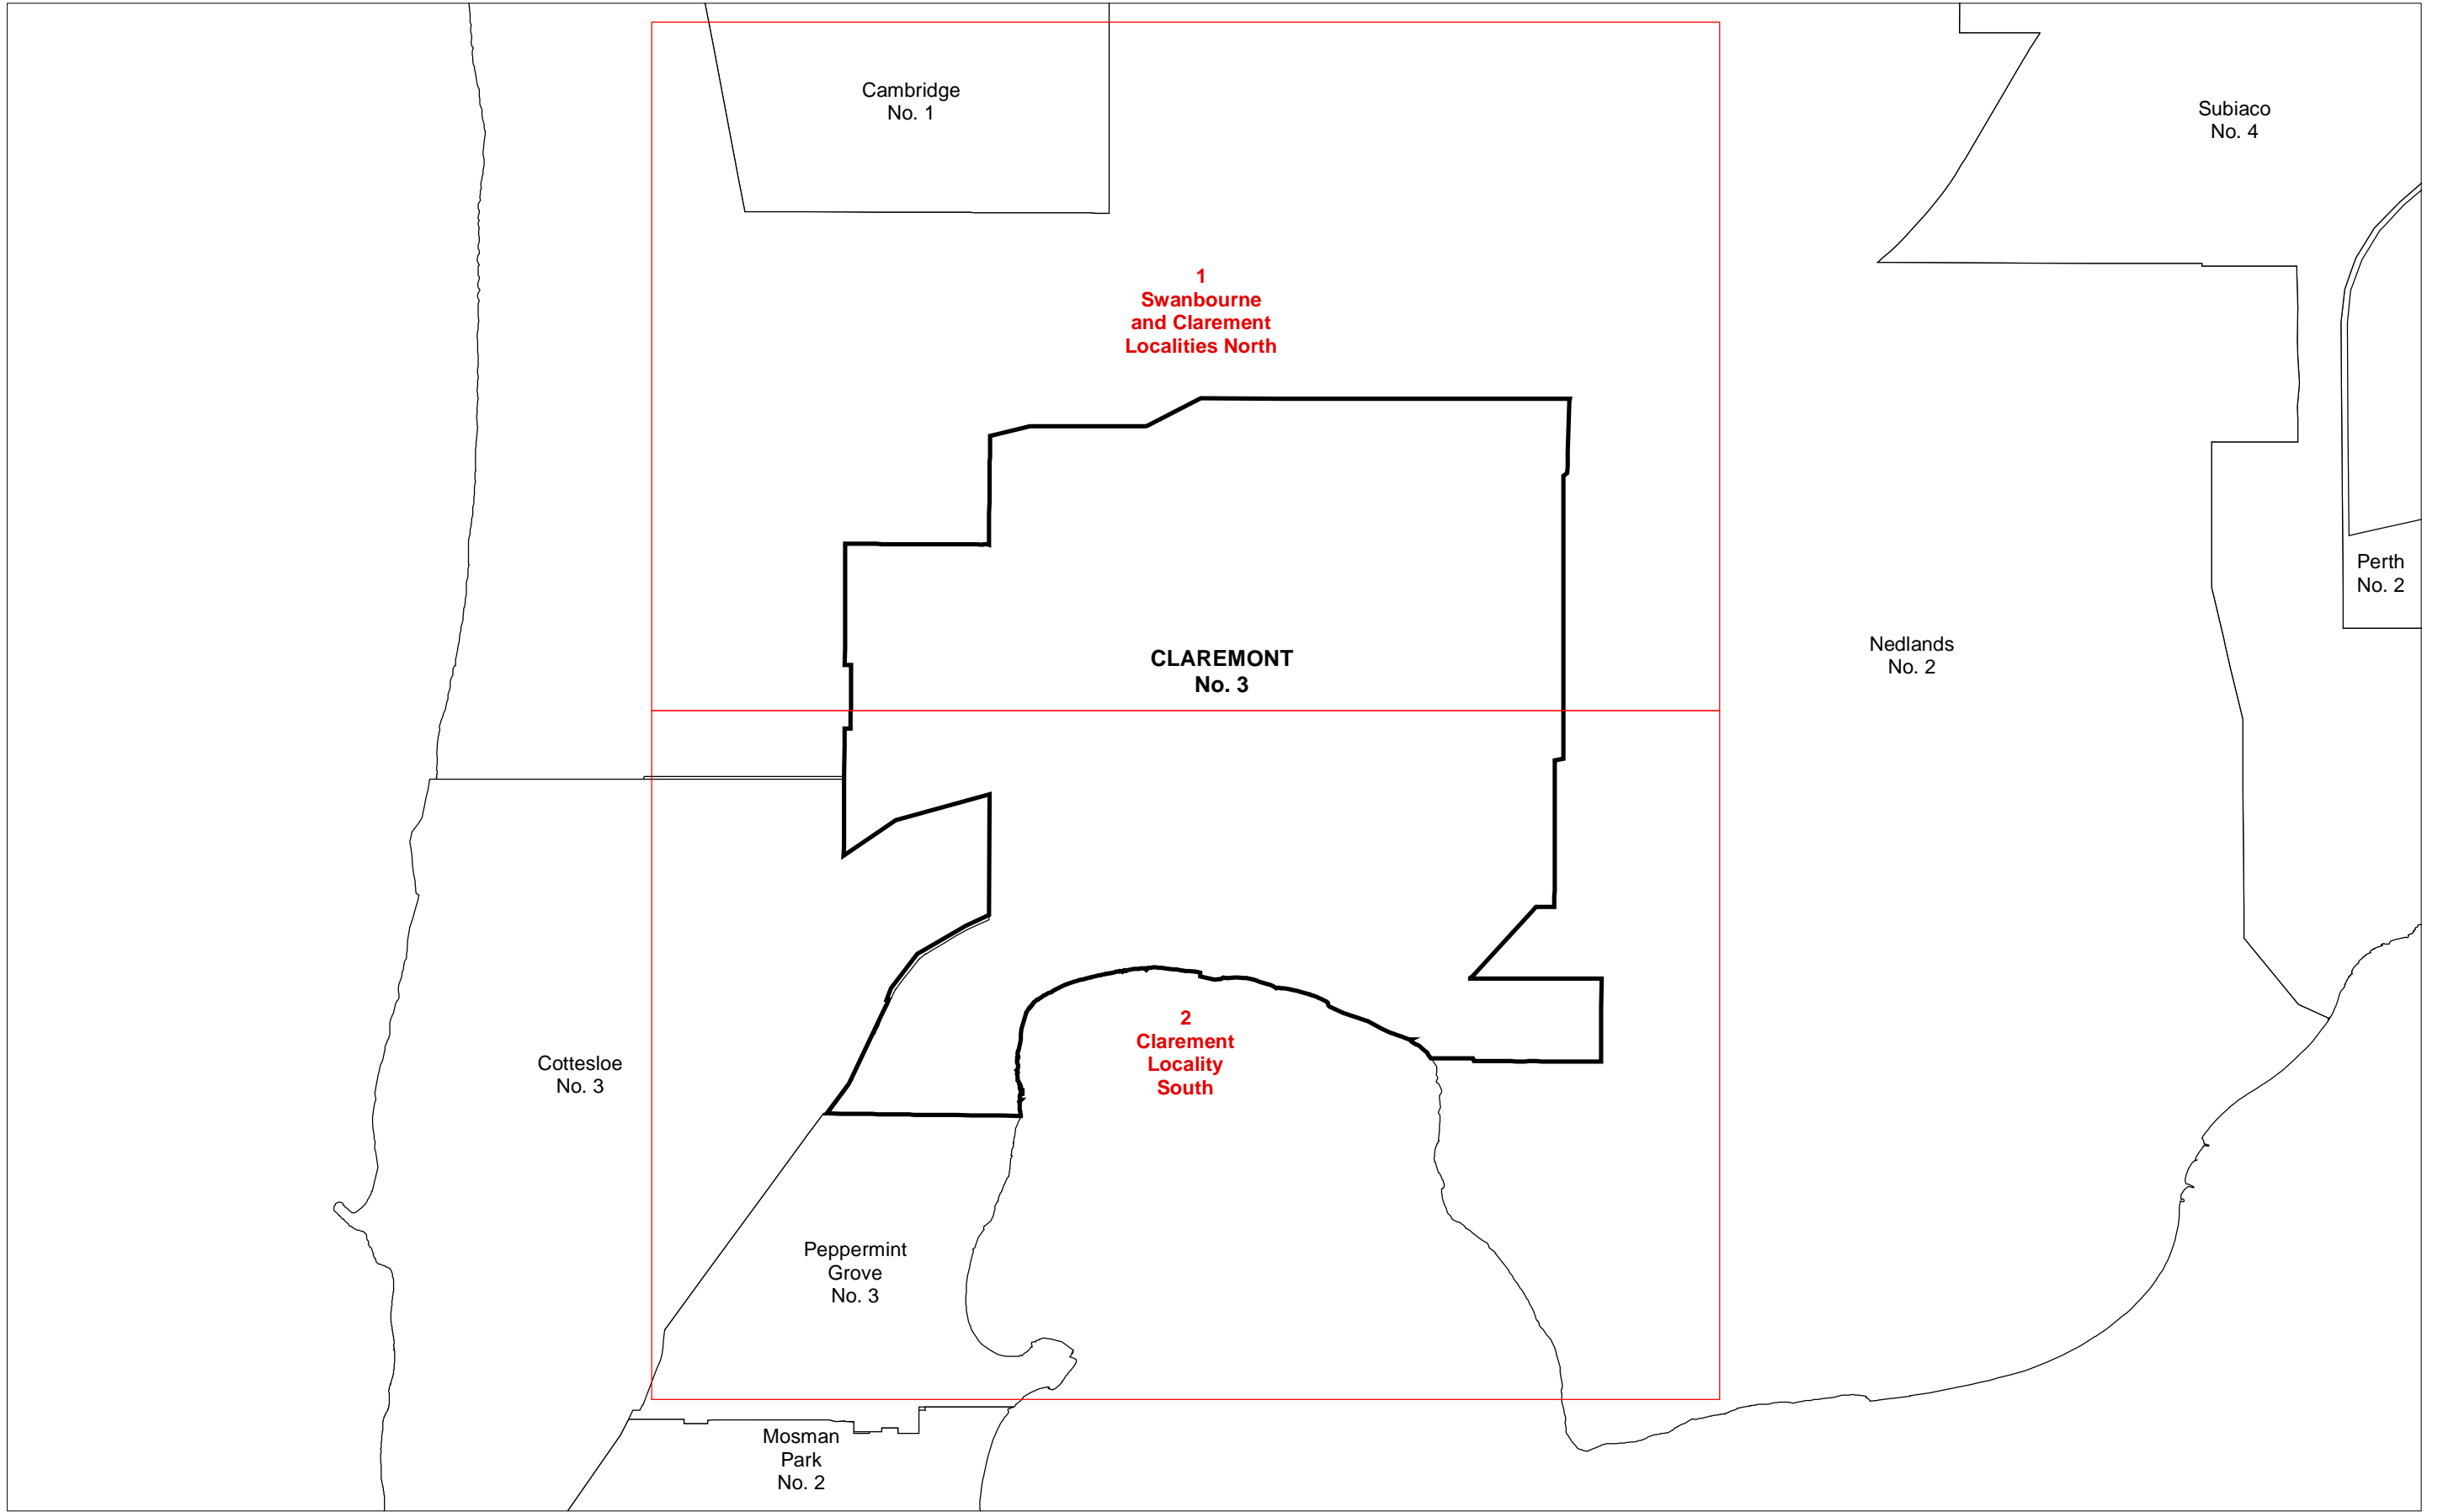 Cambridge
No. 1
Subiaco
No. 4
1
Swanbourne
and Clarement
Localities North
Perth
No. 2
CLAREMONT
No. 3
Nedlands
No. 2
2
Clarement
Locality
South
Cottesloe
No. 3
Peppermint
Grove
No. 3
Mosman
Park
No. 2